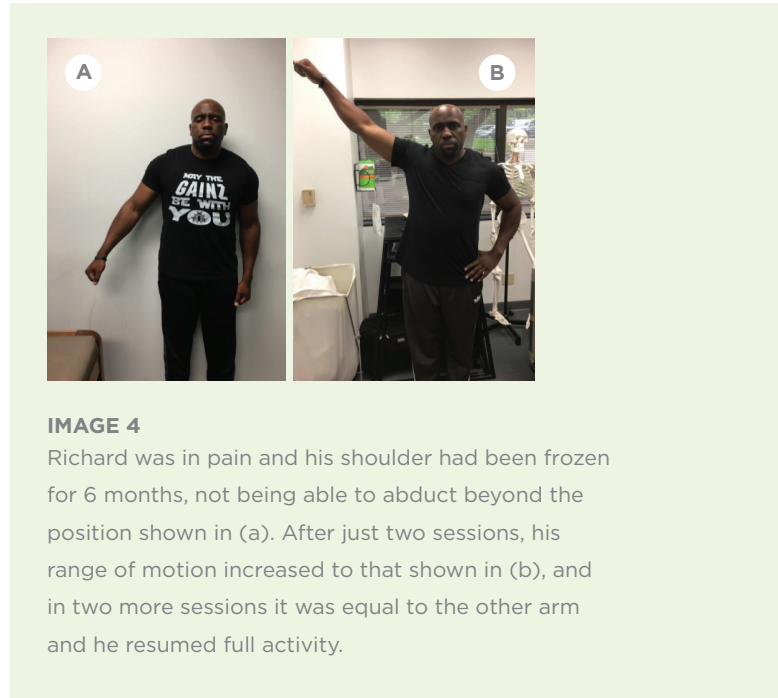 A
B
MAY THE
GAINZ
BE WITH
YOU
IMAGE 4
Richard was in pain and his shoulder had been frozen
for 6 months, not being able to abduct beyond the
position shown in (a). After just two sessions, his
range of motion increased to that shown in (b), and
in two more sessions it was equal to the other arm
and he resumed full activity.